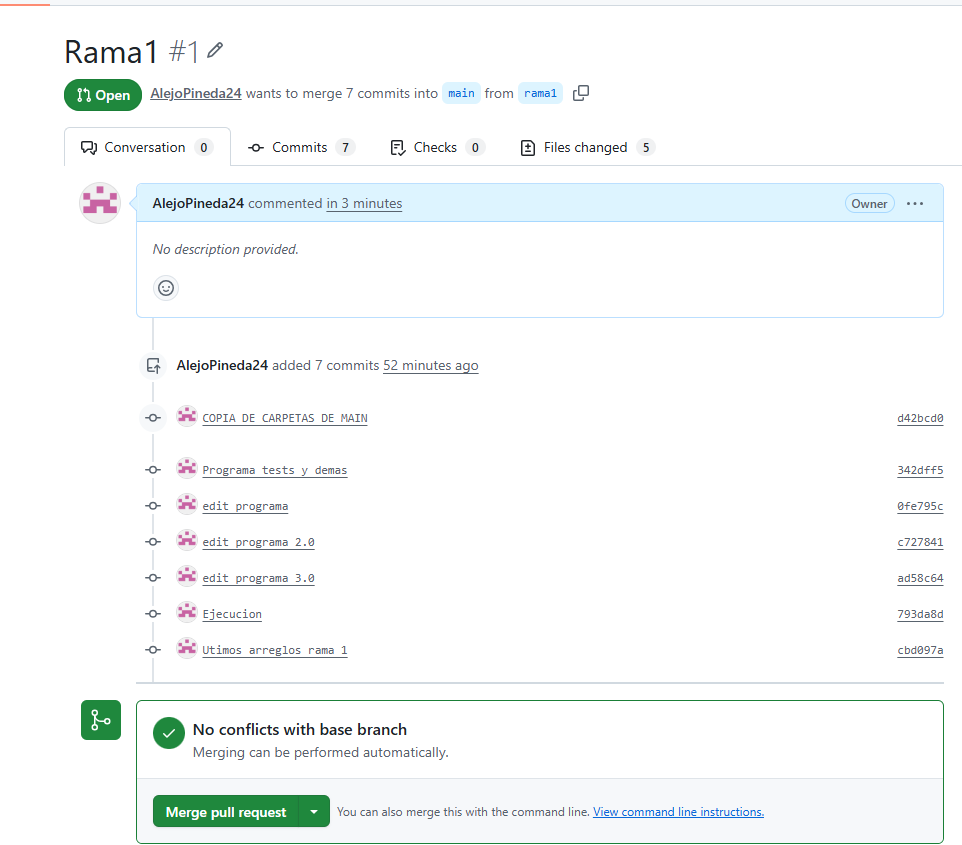 Rama1 #1
Open AlejoPineda24 wants to merge 7 commits into main from rama1
Conversation 0 Commits 7 Checks 0 Files changed 5
AlejoPineda24 commented in 3 minutes Owner
No description provided.
AlejoPineda24 added 7 commits 52 minutes ago
COPIA DE CARPETAS DE MAIN d42bcd0
Programa tests y demas 342dff5
edit programa 0fe795c
edit programa 2.0 c727841
edit programa 3.0 ad58c64
Ejecucion 793da8d
Utimos arreglos rama 1 cbd097a
No conflicts with base branch
Merging can be performed automatically.
Merge pull request You can also merge this with the command line. View command line instructions.